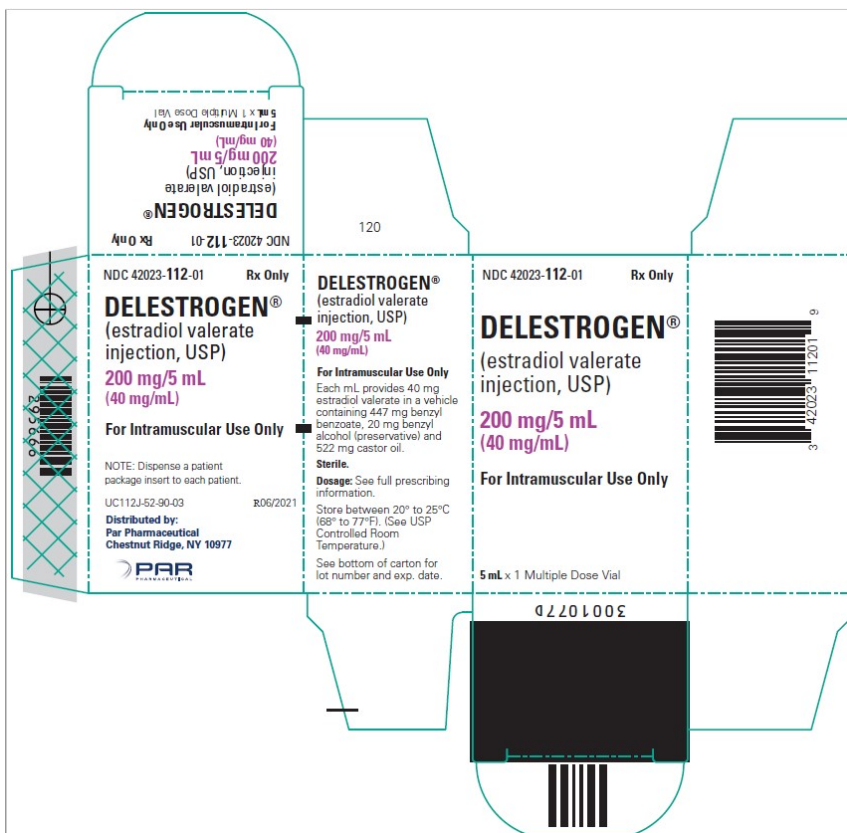 NDC 42023-112-01 Rx Only
DELESTROGEN®
(estradiol valerate
injection, USP)
200 mg/5 mL
(40 mg/mL)
For Intramuscular Use Only
5 mL x 1 Multiple Dose Vial
120
NDC 42023-112-01 Rx Only
DELESTROGEN®
(estradiol valerate
injection, USP)
200 mg/5 mL
(40 mg/mL)
For Intramuscular Use Only
NOTE: Dispense a patient
package insert to each patient.
UC112J-52-90-03 R06/2021
Distributed by:
Par Pharmaceutical
Chestnut Ridge, NY 10977
PAR
PHARMACEUTICAL
DELESTROGEN®
(estradiol valerate
injection, USP)
200 mg/5 mL
(40 mg/mL)
For Intramuscular Use Only
Each mL provides 40 mg
estradiol valerate in a vehicle
containing 447 mg benzyl
benzoate, 20 mg benzyl
alcohol (preservative) and
522 mg castor oil.
Sterile.
Dosage: See full prescribing
information.
Store between 20° to 25°C
(68° to 77°F). (See USP
Controlled Room
Temperature.)
See bottom of carton for
lot number and exp. date.
NDC 42023-112-01 Rx Only
DELESTROGEN®
(estradiol valerate
injection, USP)
200 mg/5 mL
(40 mg/mL)
For Intramuscular Use Only
5 mL x 1 Multiple Dose Vial
3 42023 11201 9
3001077D